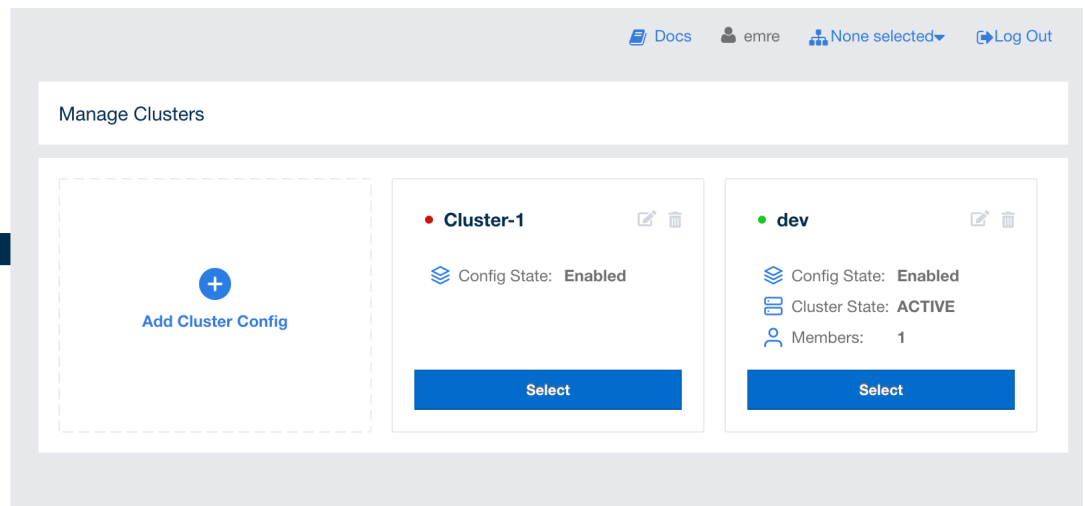 Docs emre None selected Log Out
Manage Clusters
Add Cluster Config
Cluster-1
Config State: Enabled
Select
dev
Config State: Enabled
Cluster State: ACTIVE
Members: 1
Select